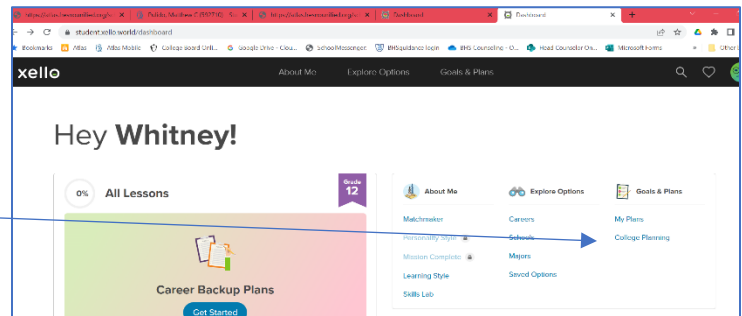 Dashboard
Dashboard
student.xello.world/dashboard
Bookmarks Atlas Atlas Mobile College Board Onli... Google Drive - Clou... SchoolMessenger BHSguidance login BHS Counseling - O... Head Counselor On... Microsoft Forms Other
xello About Me Explore Options Goals & Plans
Hey Whitney!
0% All Lessons
Grade
12
Career Backup Plans
Get Started
About Me
Matchmaker
Personality Style
Mission Complete
Learning Style
Skills Lab
Explore Options
Careers
Schools
Majors
Saved Options
Goals & Plans
My Plans
College Planning